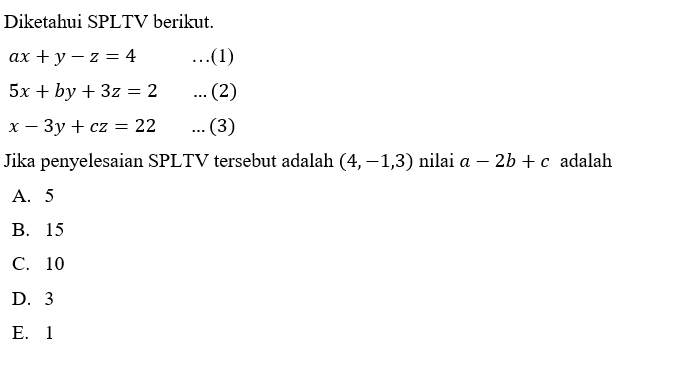 Diketahui SPLTV berikut.
ax + y − z = 4 …(1)
5x + by + 3z = 2 … (2)
x − 3y + cz = 22 … (3)
Jika penyelesaian SPLTV tersebut adalah (4, −1,3) nilai a − 2b + c adalah
A. 5
B. 15
C. 10
D. 3
E. 1